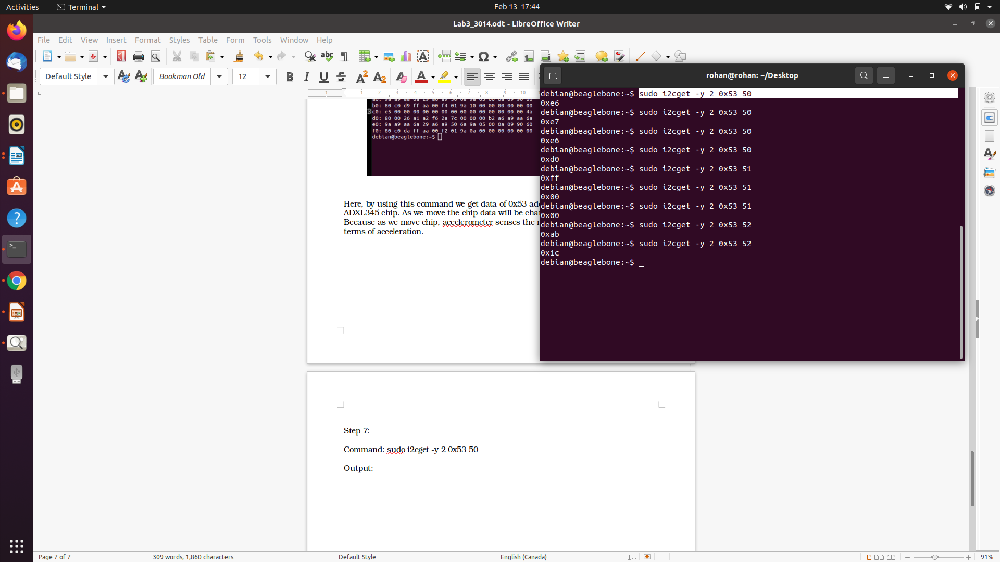 Activities
Terminal
Feb 13 17:44
Lab3_3014.odt - LibreOffice Writer
File Edit View Insert Format Styles Table Form Tools Window Help
Default Style
Bookman Old
12
rohan@rohan: ~/Desktop
b0: 80 c0 d9 ff aa 00 f4 01 9a 10 00 00 00 00 00 00
c0: e5 00 00 00 00 00 00 00 00 00 00 00 00 00 00 4a
d0: 80 00 26 a1 a2 f6 2a 7c 00 00 00 b2 a6 a9 aa 6a
e0: 9a a9 aa 6a 29 a6 a9 50 6a 9a 05 00 0a 09 90 60
f0: 80 c0 da ff aa 00 f2 01 9a 0a 00 00 00 00 00 00
debian@beaglebone:~$
Here, by using this command we get data of 0x53
ADXL345 chip. As we move the chip data will be
Because as we move chip, accelerometer senses the
terms of acceleration.
debian@beaglebone:~$ sudo i2cget -y 2 0x53 50
0xe6
debian@beaglebone:~$ sudo i2cget -y 2 0x53 50
0xe7
debian@beaglebone:~$ sudo i2cget -y 2 0x53 50
0xe6
debian@beaglebone:~$ sudo i2cget -y 2 0x53 50
0xd0
debian@beaglebone:~$ sudo i2cget -y 2 0x53 51
0xff
debian@beaglebone:~$ sudo i2cget -y 2 0x53 51
0x00
debian@beaglebone:~$ sudo i2cget -y 2 0x53 51
0x00
debian@beaglebone:~$ sudo i2cget -y 2 0x53 52
0xab
debian@beaglebone:~$ sudo i2cget -y 2 0x53 52
0x1c
debian@beaglebone:~$
Step 7:
Command: sudo i2cget -y 2 0x53 50
Output:
Page 7 of 7
309 words, 1,860 characters
Default Style
English (Canada)
91%